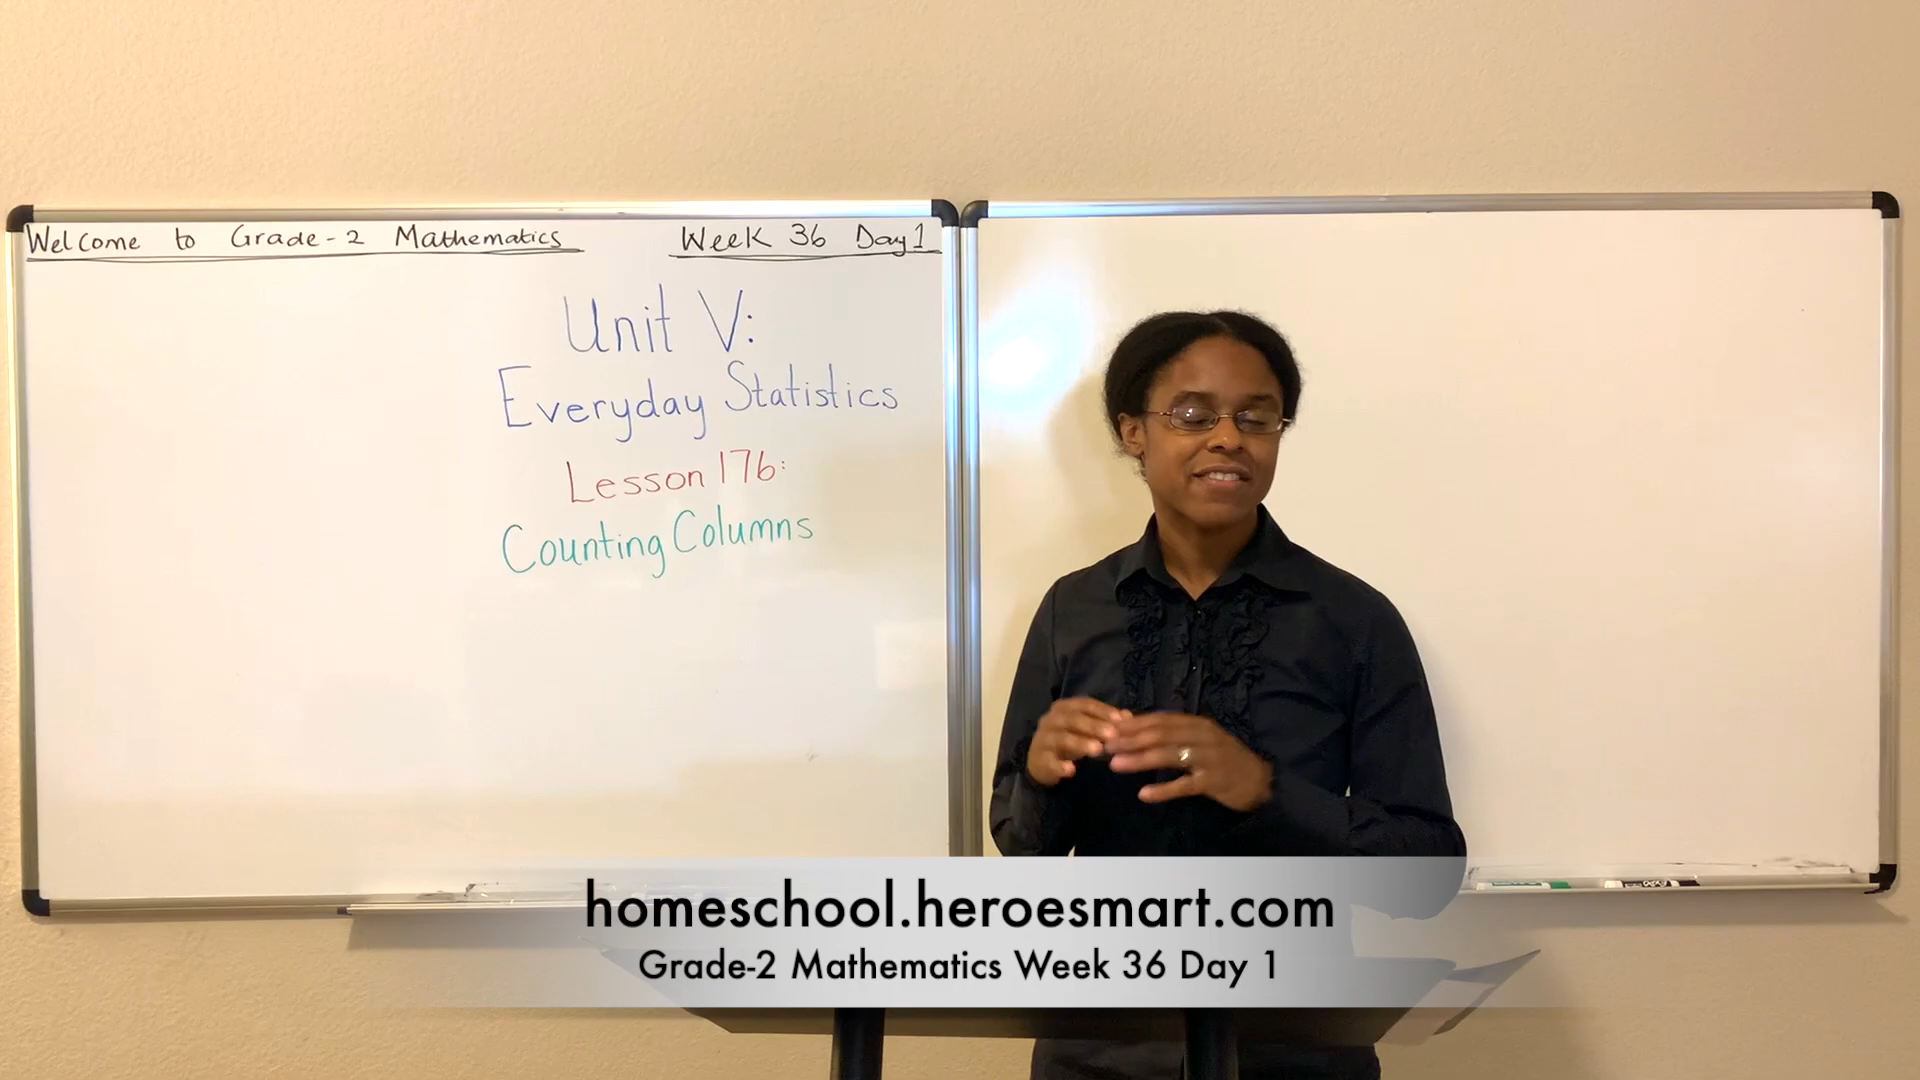 Welcome to Grade-2 Mathematics Week 36 Day 1
Unit V:
Everyday Statistics
Lesson 176:
Counting Columns
homeschool.heroesmart.com
Grade-2 Mathematics Week 36 Day 1